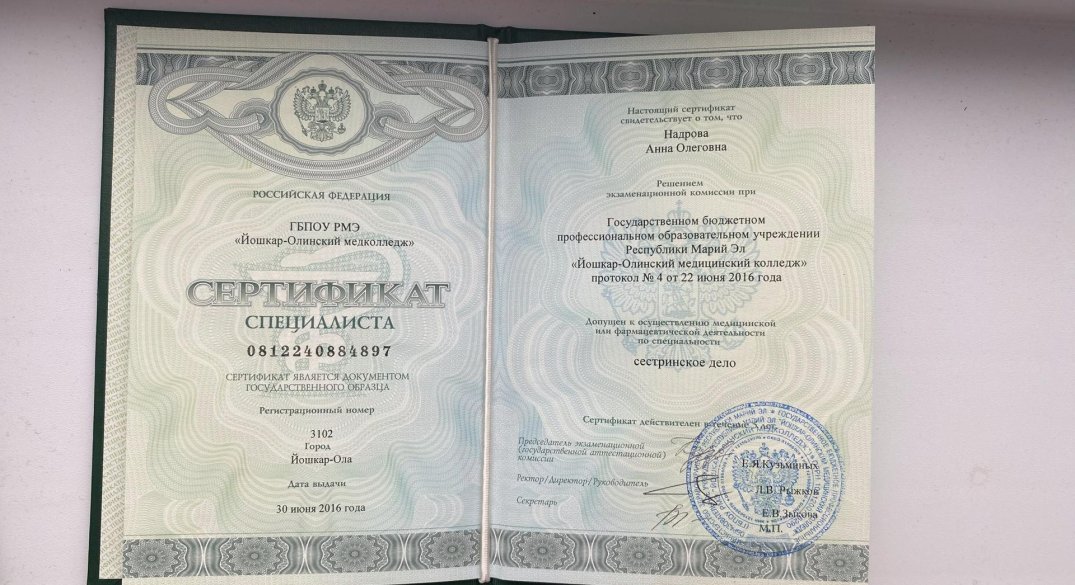 РОССИЙСКАЯ ФЕДЕРАЦИЯ
ГБПОУ РМЭ
«Йошкар-Олинский медколледж»
СЕРТИФИКАТ
СПЕЦИАЛИСТА
0812240884897
СЕРТИФИКАТ ЯВЛЯЕТСЯ ДОКУМЕНТОМ
ГОСУДАРСТВЕННОГО ОБРАЗЦА
Регистрационный номер
3102
Город
Йошкар-Ола
Дата выдачи
30 июня 2016 года
Настоящий сертификат
свидетельствует о том, что
Надрова
Анна Олеговна
Решением
экзаменационной комиссии при
Государственном бюджетном
профессиональном образовательном учреждении
Республики Марий Эл
«Йошкар-Олинский медицинский колледж»
протокол № 4 от 22 июня 2016 года
Допущен к осуществлению медицинской
или фармацевтической деятельности
по специальности
сестринское дело
Сертификат действителен в течение
Председатель экзаменационной
(государственной аттестационной)
комиссии
Е.Я.Кузьминых
Ректор/Директор/Руководитель
Л.В. Рыжков
Секретарь
Е.В.Зыкова
М.П.